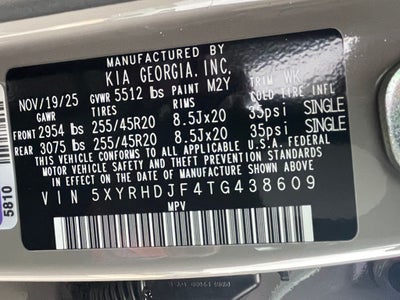 MANUFACTURED BY
KIA GEORGIA, INC.
NOV/19/25 GVWR 5512 lbs PAINT M2Y TRIM WK
GAWR TIRES RIMS COLD TIRE INFL
FRONT 2954 lbs 255/45R20 8.5Jx20 35psi SINGLE
REAR 3075 lbs 255/45R20 8.5Jx20 35psi SINGLE
THIS VEHICLE CONFORMS TO ALL APPLICABLE U.S. FEDERAL
MOTOR VEHICLE SAFETY AND THEFT PREVENTION STANDARDS
IN EFFECT ON THE DATE OF MANUFACTURE SHOWN ABOVE
VIN 5XYRHDJF4TG438609
MPV
5810